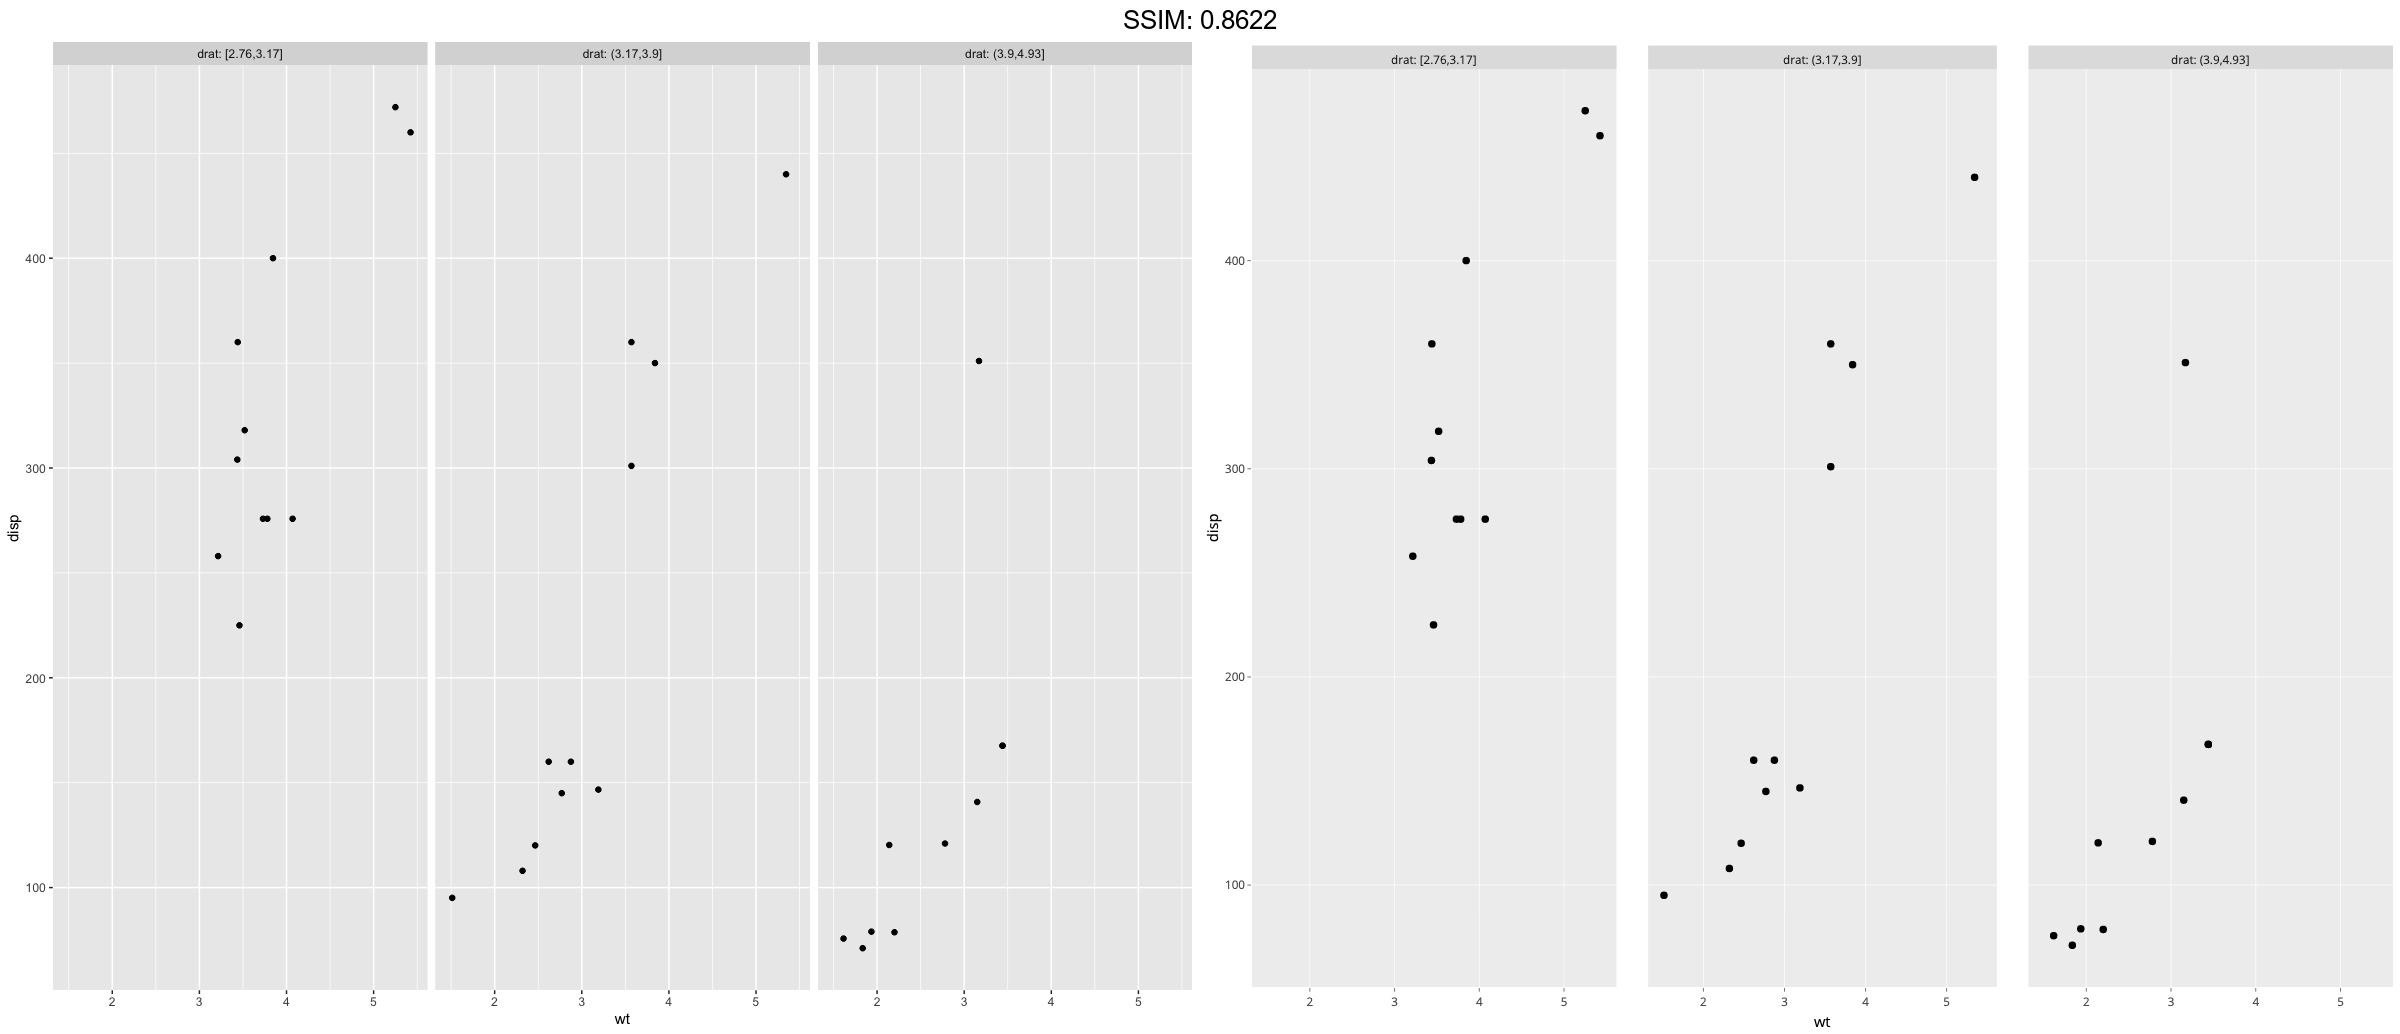 SSIM: 0.8622
drat: [2.76,3.17] drat: (3.17,3.9] drat: (3.9,4.93]
400
300
200
100
disp
2 3 4 5 2 3 4 5 2 3 4 5
wt
drat: [2.76,3.17] drat: (3.17,3.9] drat: (3.9,4.93]
400
300
200
100
disp
2 3 4 5 2 3 4 5 2 3 4 5
wt